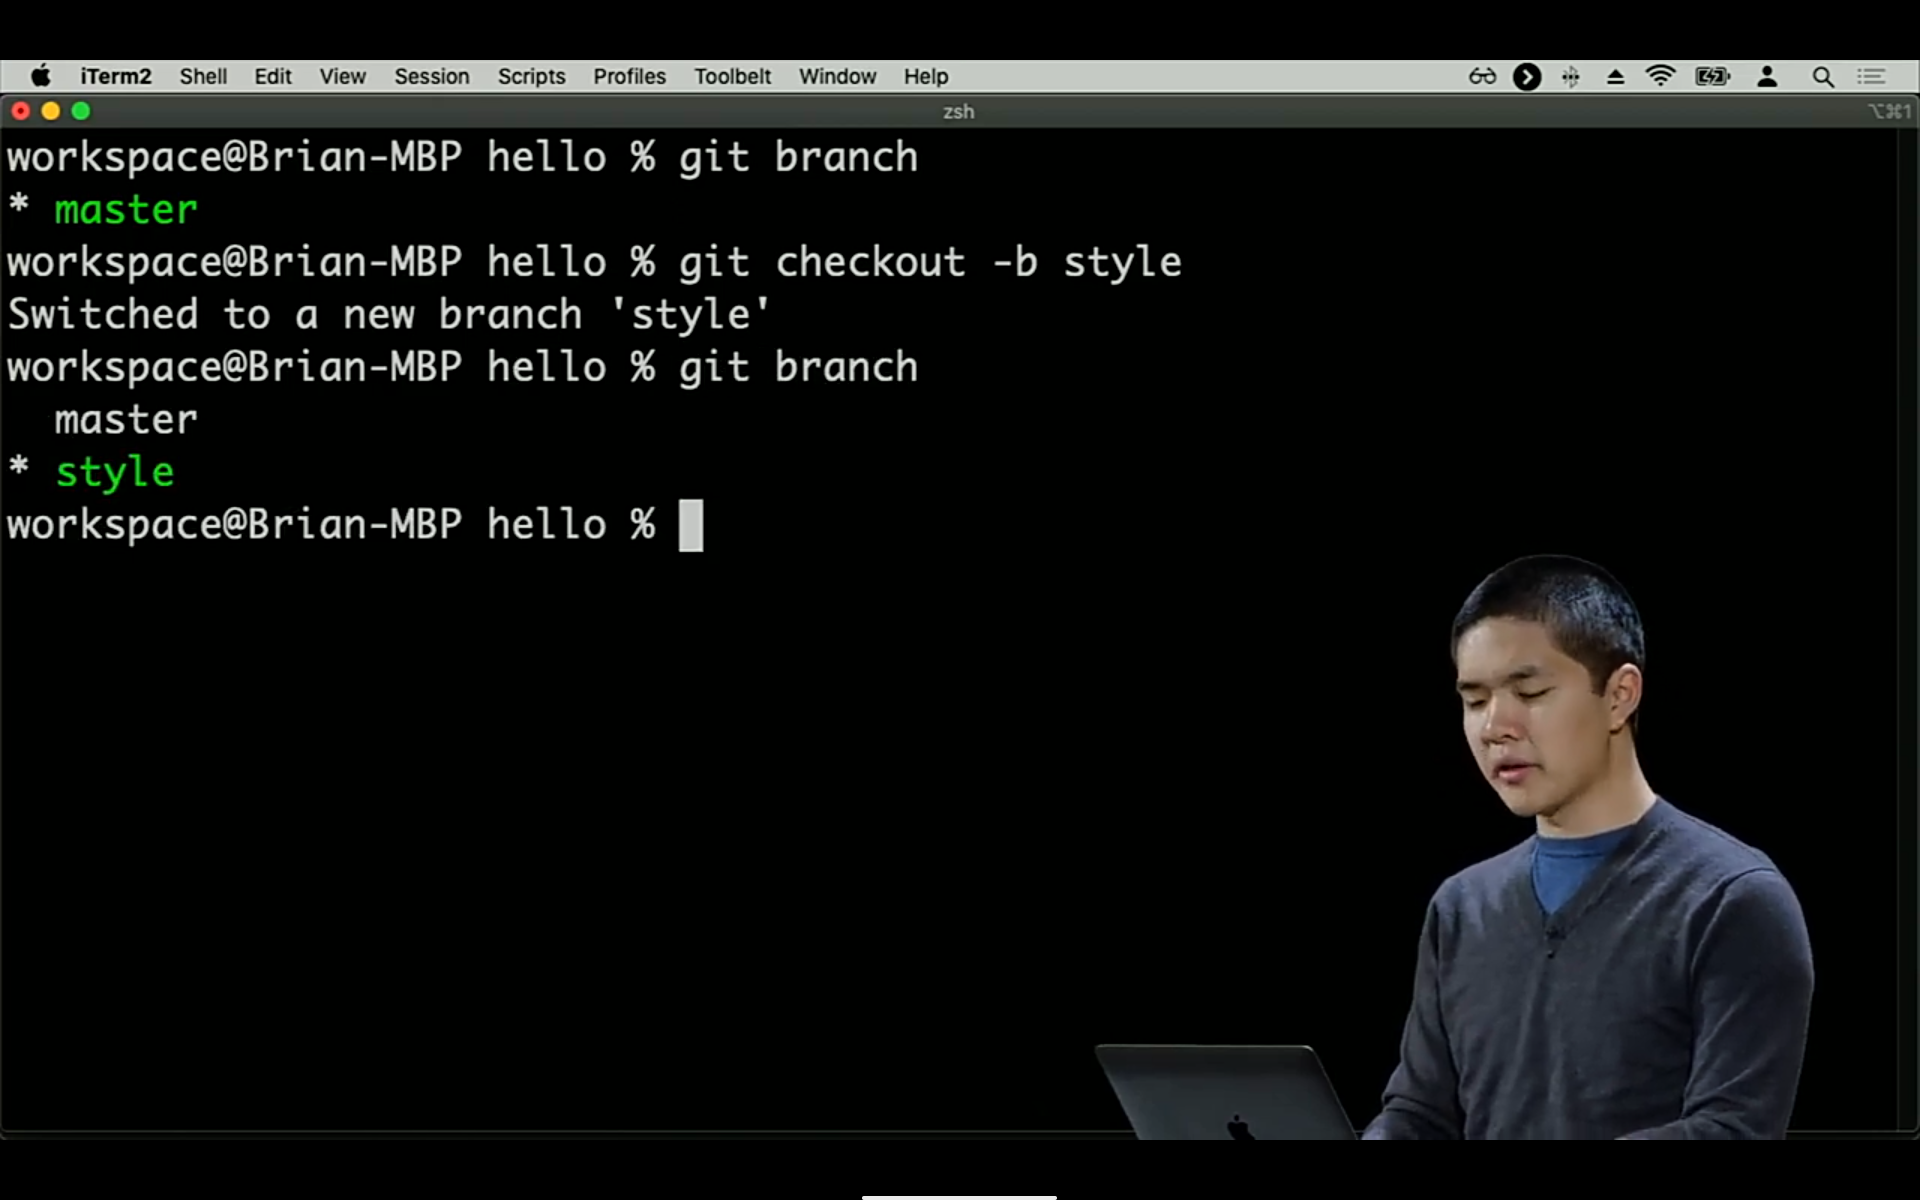 iTerm2 Shell Edit View Session Scripts Profiles Toolbelt Window Help
zsh ⌥⌘1
workspace@Brian-MBP hello % git branch
* master
workspace@Brian-MBP hello % git checkout -b style
Switched to a new branch 'style'
workspace@Brian-MBP hello % git branch
  master
* style
workspace@Brian-MBP hello %